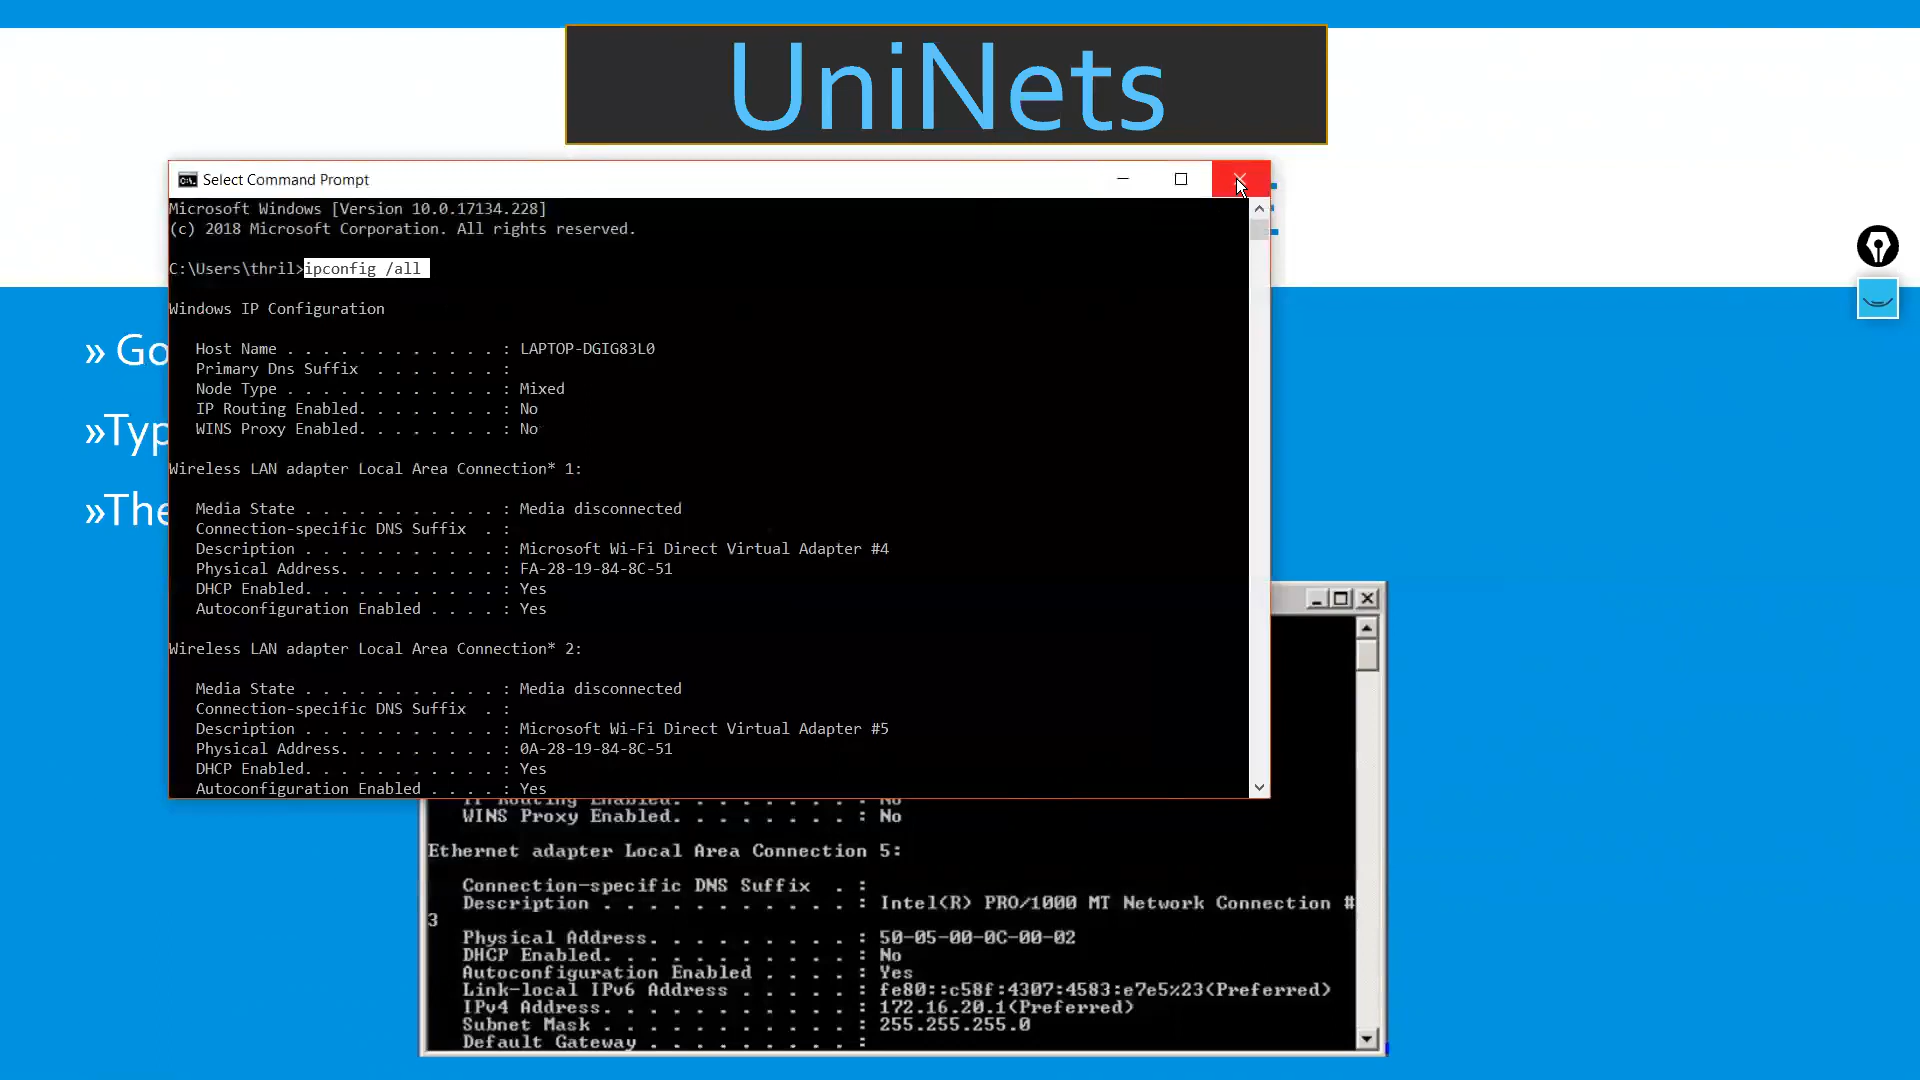 UniNets
Select Command Prompt
Microsoft Windows [Version 10.0.17134.228]
(c) 2018 Microsoft Corporation. All rights reserved.
C:\Users\thril>ipconfig /all
Windows IP Configuration
Host Name . . . . . . . . . . . . : LAPTOP-DGIG83L0
Primary Dns Suffix  . . . . . . . :
Node Type . . . . . . . . . . . . : Mixed
IP Routing Enabled. . . . . . . . : No
WINS Proxy Enabled. . . . . . . . : No
Wireless LAN adapter Local Area Connection* 1:
Media State . . . . . . . . . . . : Media disconnected
Connection-specific DNS Suffix  . :
Description . . . . . . . . . . . : Microsoft Wi-Fi Direct Virtual Adapter #4
Physical Address. . . . . . . . . : FA-28-19-84-8C-51
DHCP Enabled. . . . . . . . . . . : Yes
Autoconfiguration Enabled . . . . : Yes
Wireless LAN adapter Local Area Connection* 2:
Media State . . . . . . . . . . . : Media disconnected
Connection-specific DNS Suffix  . :
Description . . . . . . . . . . . : Microsoft Wi-Fi Direct Virtual Adapter #5
Physical Address. . . . . . . . . : 0A-28-19-84-8C-51
DHCP Enabled. . . . . . . . . . . : Yes
Autoconfiguration Enabled . . . . : Yes
» Go
»Typ
»The
IP Routing Enabled. . . . . . . . : No
WINS Proxy Enabled. . . . . . . . : No
Ethernet adapter Local Area Connection 5:
Connection-specific DNS Suffix  . :
Description . . . . . . . . . . . : Intel(R) PRO/1000 MT Network Connection #
3
Physical Address. . . . . . . . . : 50-05-00-0C-00-02
DHCP Enabled. . . . . . . . . . . : No
Autoconfiguration Enabled . . . . : Yes
Link-local IPv6 Address . . . . . : fe80::c58f:4307:4583:e7e5%23(Preferred)
IPv4 Address. . . . . . . . . . . : 172.16.20.1(Preferred)
Subnet Mask . . . . . . . . . . . : 255.255.255.0
Default Gateway . . . . . . . . . :